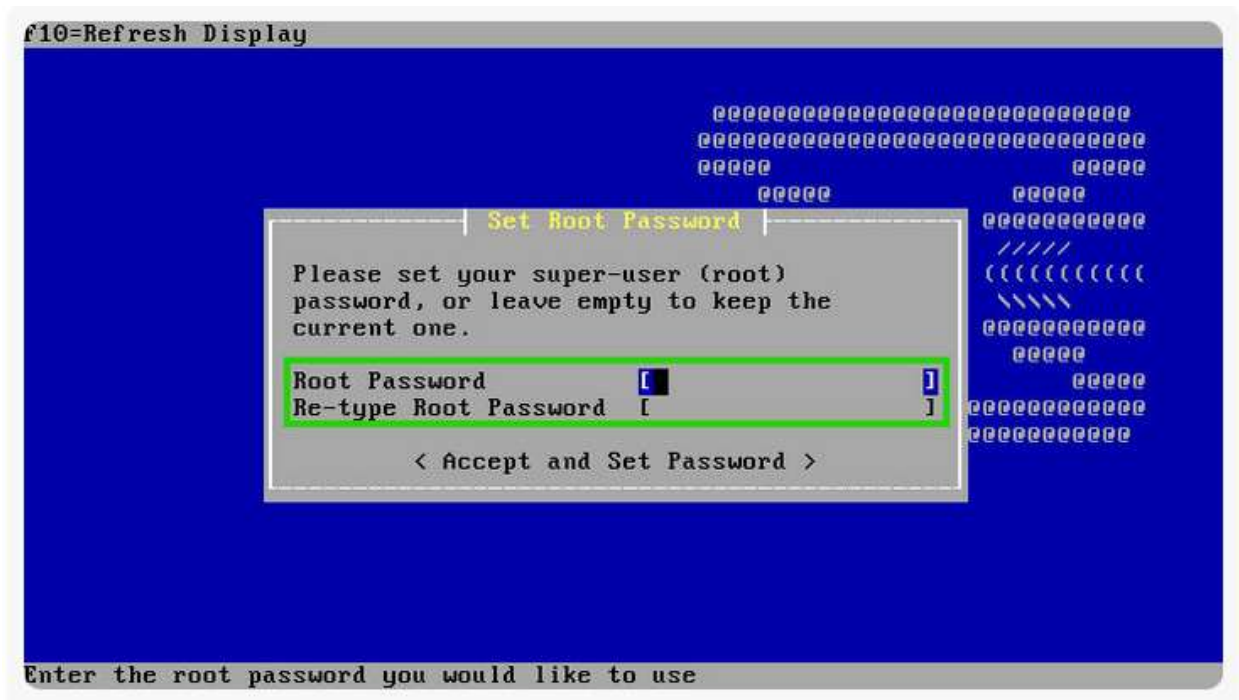 f10=Refresh Display
@@@@@@@@@@@@@@@@@@@@@@@@@@@@
@@@@@@@@@@@@@@@@@@@@@@@@@@@@@@
@@@@@ @@@@@
@@@@@ @@@@@
Set Root Password @@@@@@@@@@@
/////
Please set your super-user (root) (((((((((((
password, or leave empty to keep the \\\\\
current one. @@@@@@@@@@@
@@@@@
Root Password [ ] @@@@@
Re-type Root Password [ ] @@@@@@@@@@@@
@@@@@@@@@@@
< Accept and Set Password >
Enter the root password you would like to use